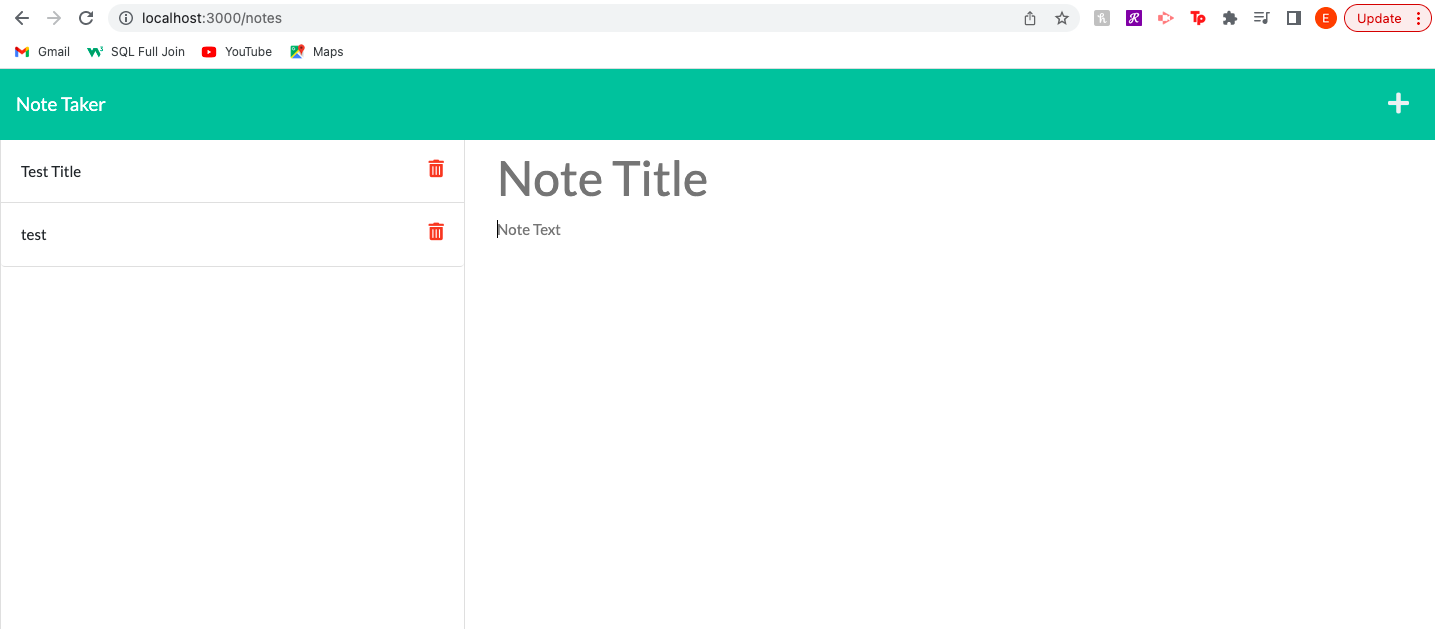 localhost:3000/notes
E
Update
Gmail
SQL Full Join
YouTube
Maps
Note Taker
Test Title
test
Note Title
Note Text